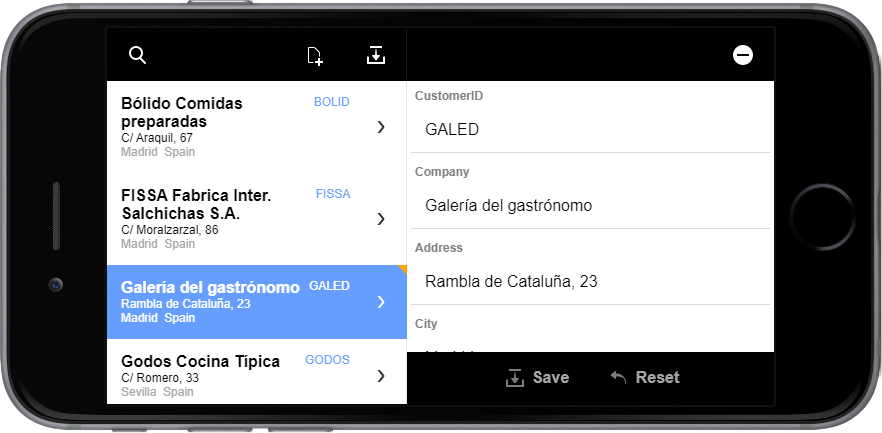 Bólido Comidas BOLID
preparadas
C/ Araquil, 67
Madrid Spain
FISSA Fabrica Inter. FISSA
Salchichas S.A.
C/ Moralzarzal, 86
Madrid Spain
Galería del gastrónomo GALED
Rambla de Cataluña, 23
Madrid Spain
Godos Cocina Típica GODOS
C/ Romero, 33
Sevilla Spain
CustomerID
GALED
Company
Galería del gastrónomo
Address
Rambla de Cataluña, 23
City
Save Reset